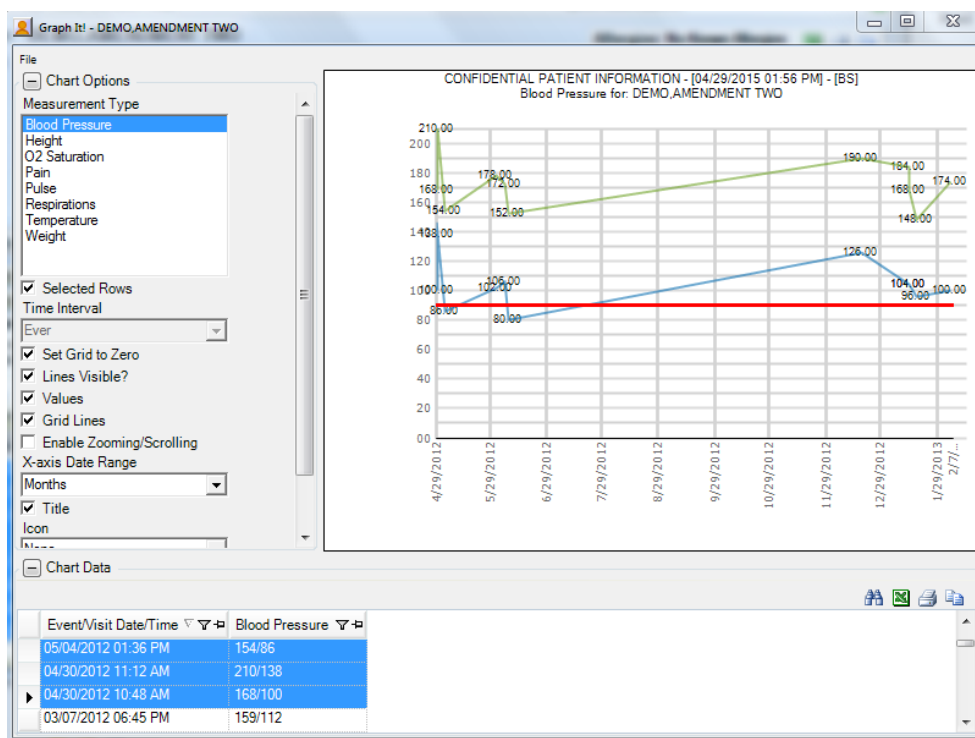 Graph It! - DEMO,AMENDMENT TWO
File
Chart Options
Measurement Type
Blood Pressure
Height
O2 Saturation
Pain
Pulse
Respirations
Temperature
Weight
Selected Rows
Time Interval
Ever
Set Grid to Zero
Lines Visible?
Values
Grid Lines
Enable Zooming/Scrolling
X-axis Date Range
Months
Title
Icon
CONFIDENTIAL PATIENT INFORMATION - [04/29/2015 01:56 PM] - [BS]
Blood Pressure for: DEMO,AMENDMENT TWO
210.00
200
180
178.00
172.00
190.00
184.00
174.00
168.00
168.00
160
154.00
152.00
148.00
140
138.00
120
126.00
106.00
102.00
104.00
100
100.00
96.00
100.00
86.00
80
80.00
60
40
20
00
4/29/2012
5/29/2012
6/29/2012
7/29/2012
8/29/2012
9/29/2012
10/29/2012
11/29/2012
12/29/2012
1/29/2013
2/7/...
Chart Data
Event/Visit Date/Time Blood Pressure
05/04/2012 01:36 PM 154/86
04/30/2012 11:12 AM 210/138
04/30/2012 10:48 AM 168/100
03/07/2012 06:45 PM 159/112